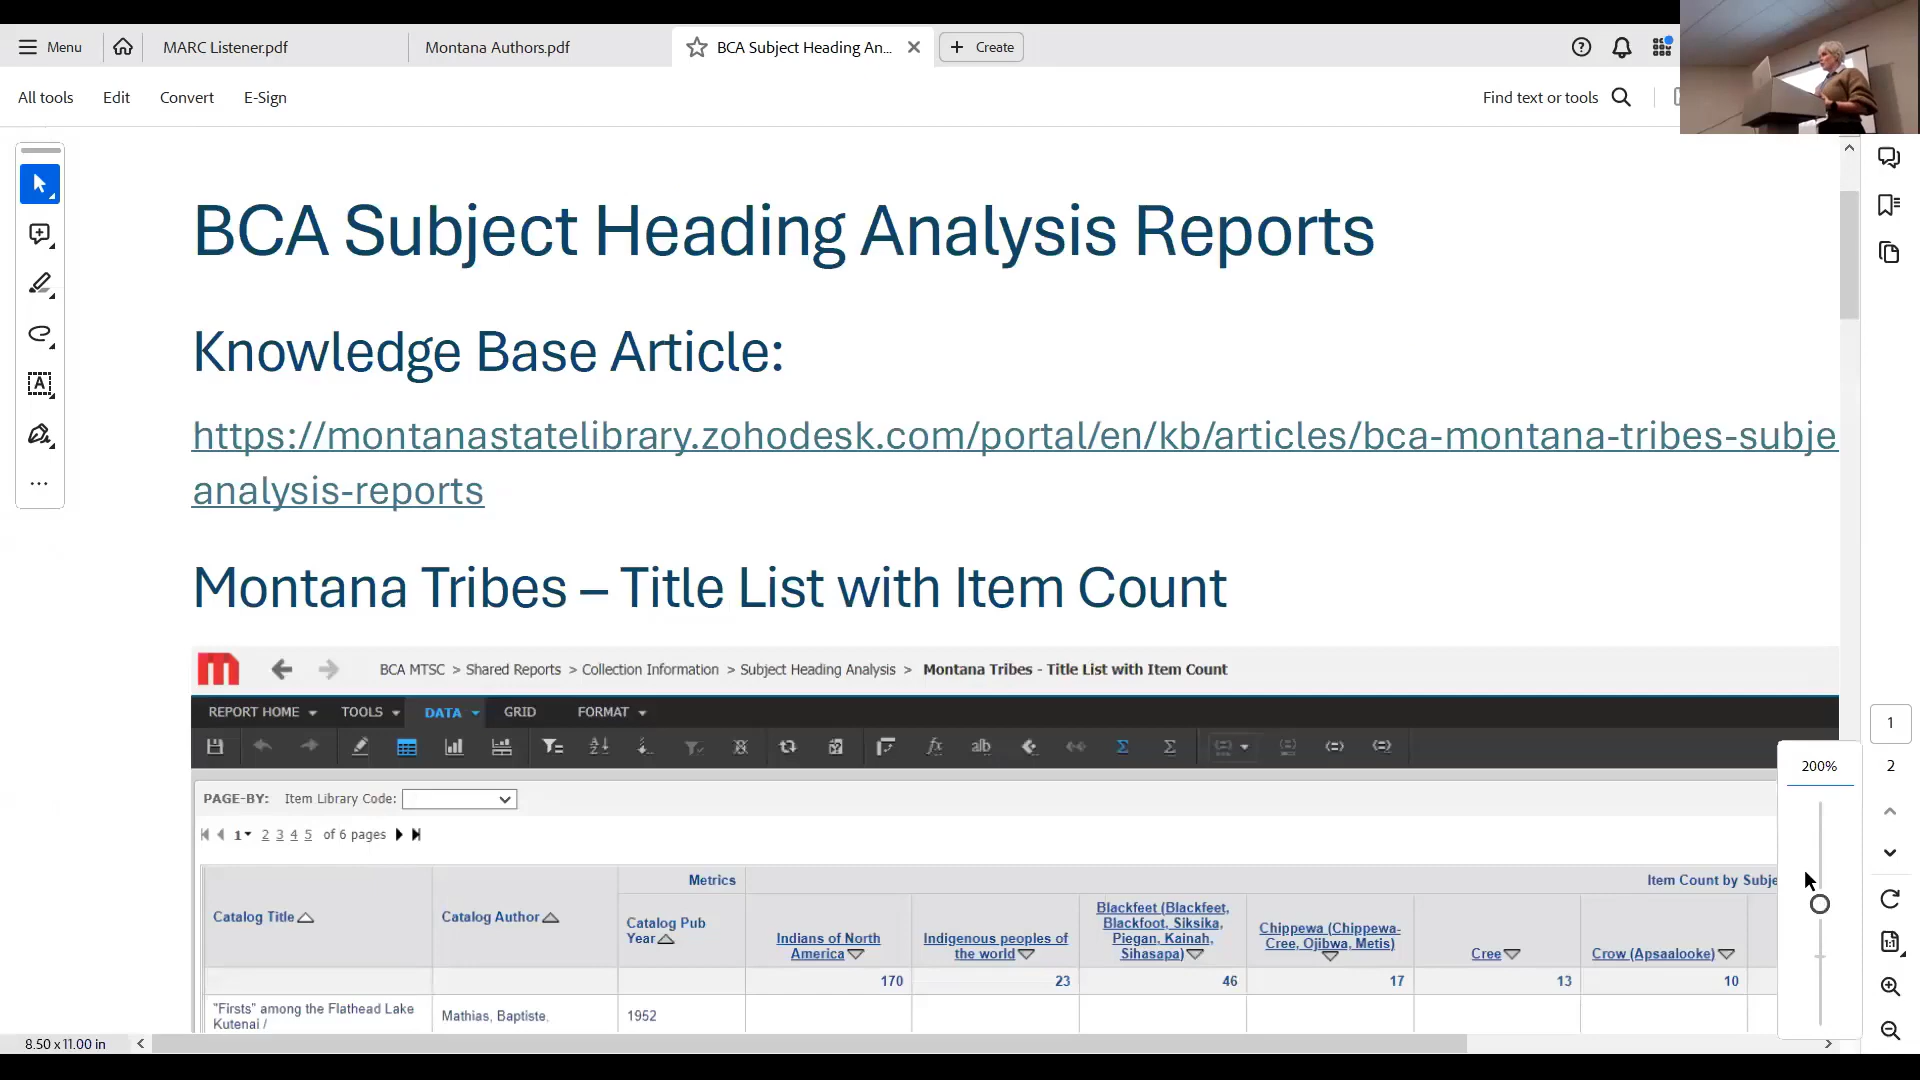 Menu
MARC Listener.pdf
Montana Authors.pdf
BCA Subject Heading An...
Create
All tools
Edit
Convert
E-Sign
Find text or tools
BCA Subject Heading Analysis Reports
Knowledge Base Article:
https://montanastatelibrary.zohodesk.com/portal/en/kb/articles/bca-montana-tribes-subje
analysis-reports
Montana Tribes – Title List with Item Count
BCA MTSC > Shared Reports > Collection Information > Subject Heading Analysis > Montana Tribes - Title List with Item Count
REPORT HOME TOOLS DATA GRID FORMAT
PAGE-BY: Item Library Code:
1 2 3 4 5 of 6 pages
Metrics
Item Count by Subje
Catalog Title
Catalog Author
Catalog Pub
Year
Indians of North
America
Indigenous peoples of
the world
Blackfeet (Blackfeet,
Blackfoot, Siksika,
Piegan, Kainah,
Sihasapa)
Chippewa (Chippewa-
Cree, Ojibwa, Metis)
Cree
Crow (Apsaalooke)
170 23 46 17 13 10
"Firsts" among the Flathead Lake
Kutenai /
Mathias, Baptiste,
1952
200%
1
2
8.50 x 11.00 in